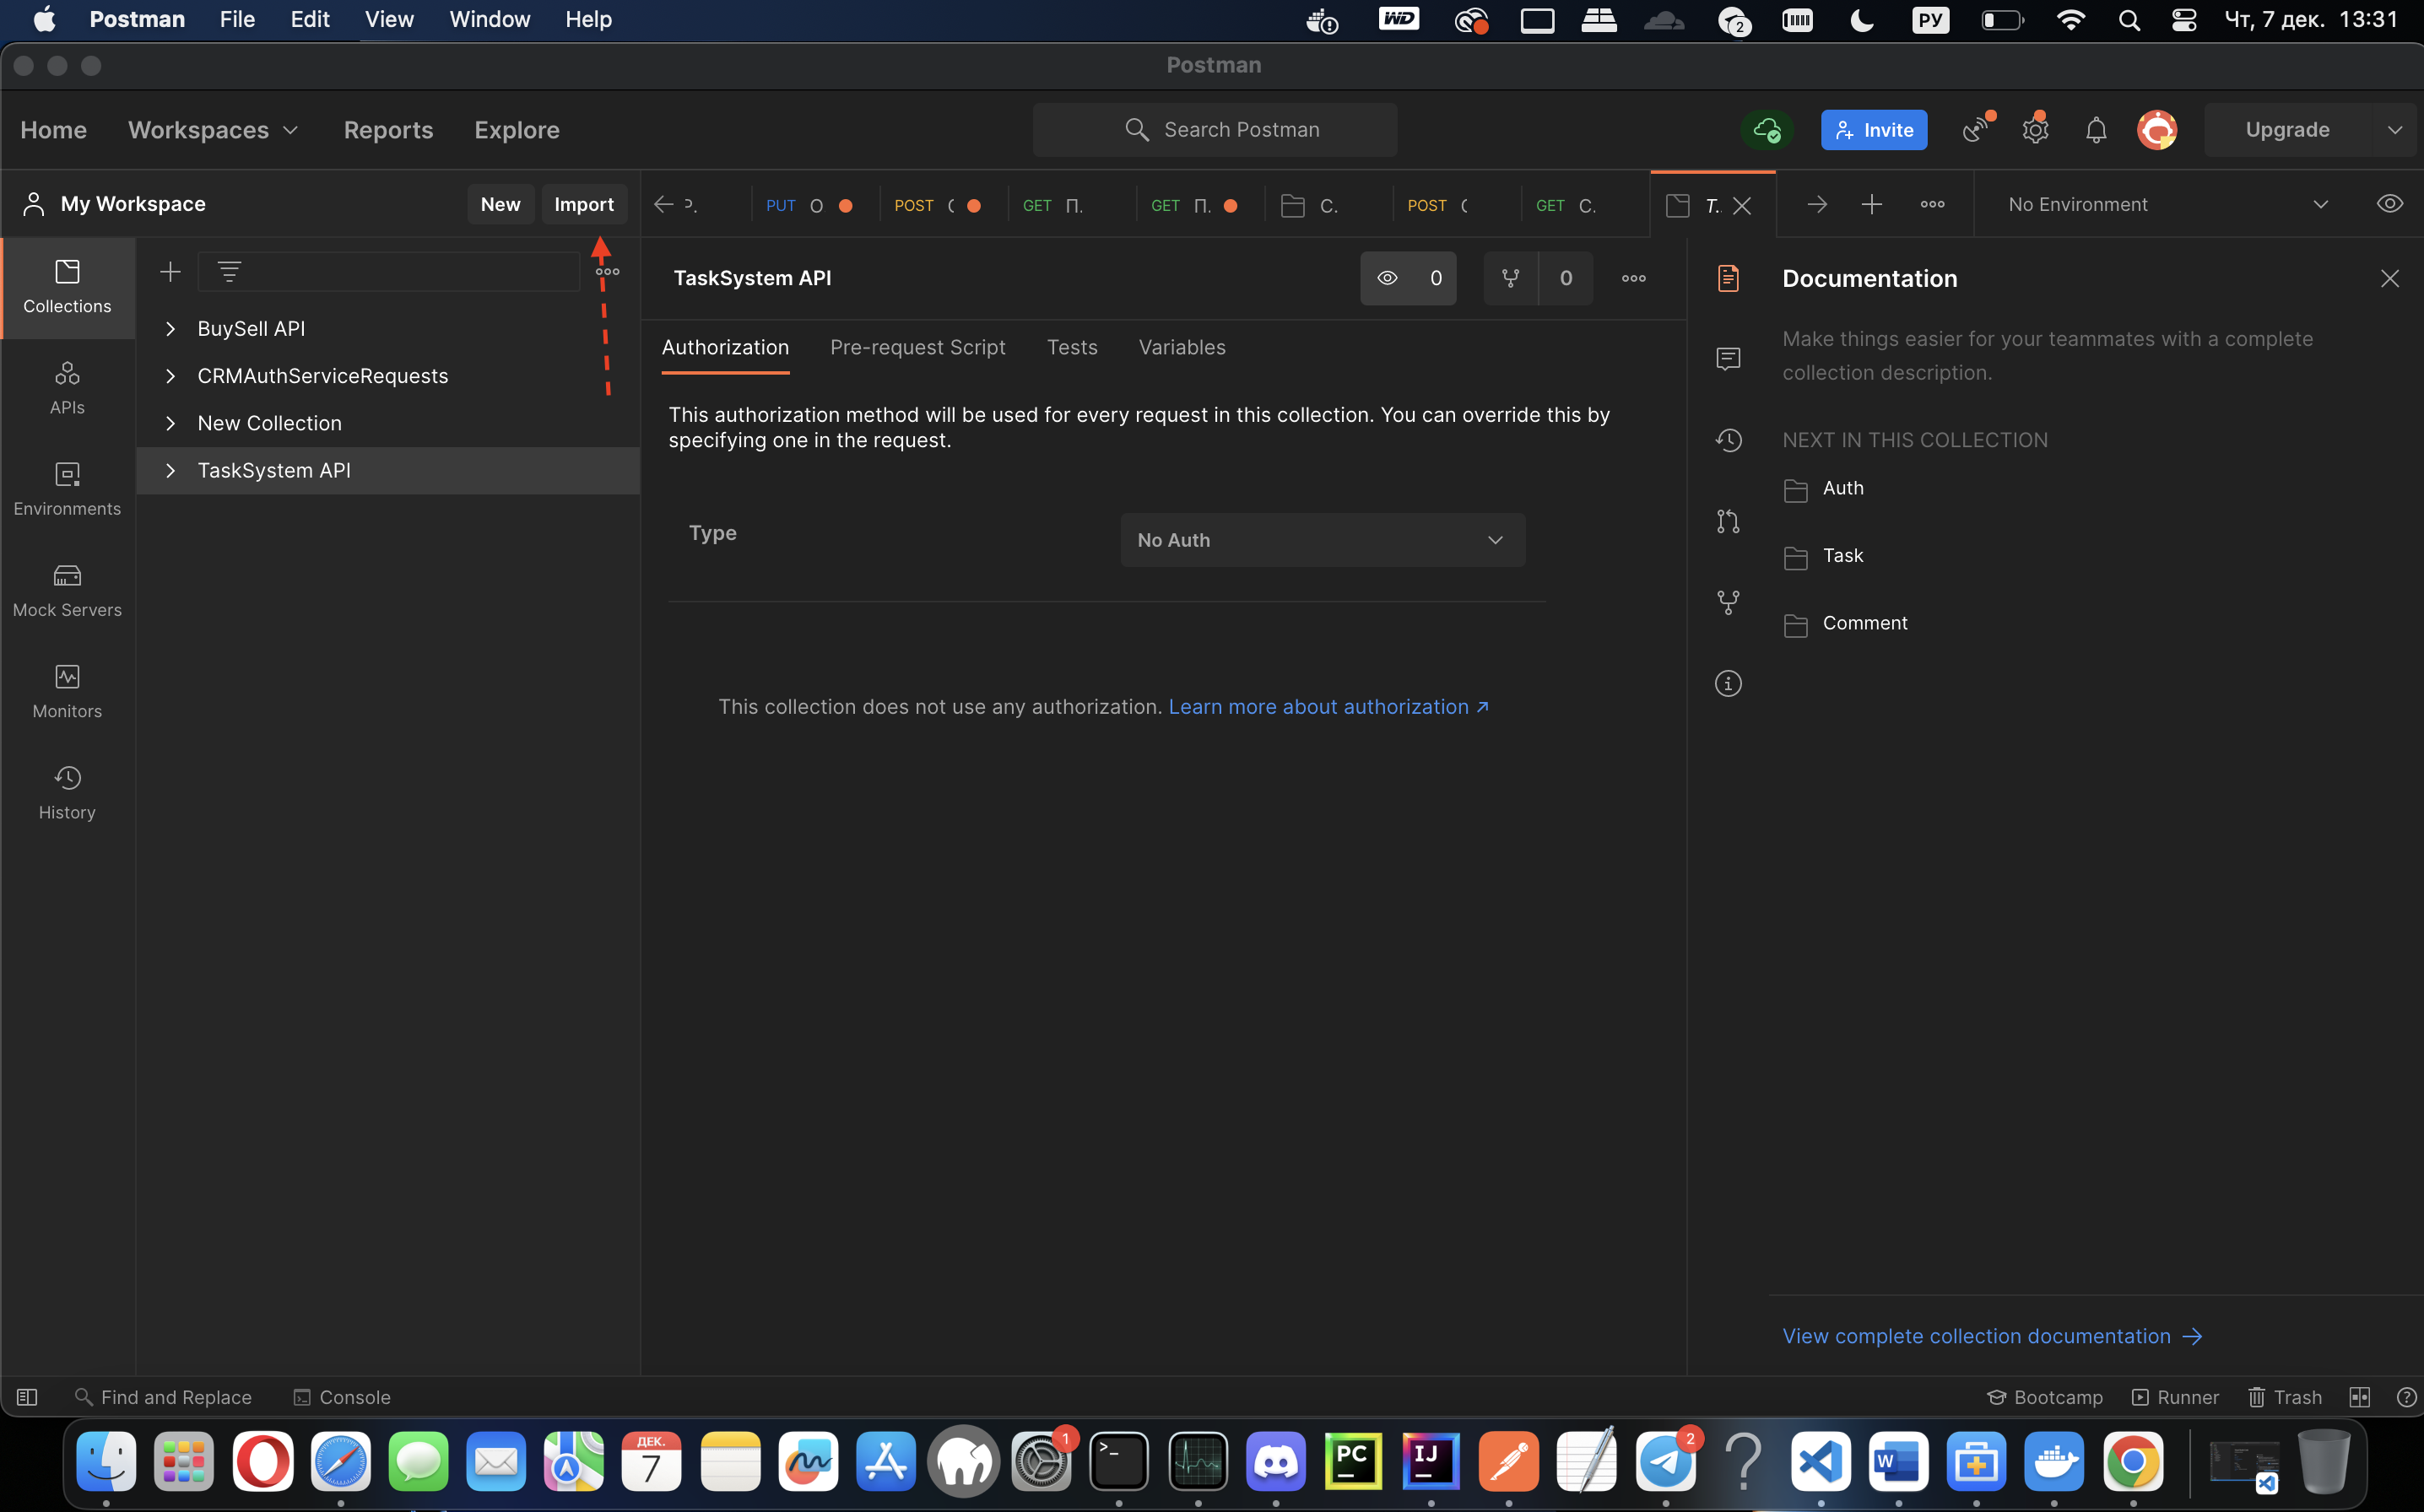 Postman File Edit View Window Help WD 2 РУ Чт, 7 дек. 13:31
Postman
Home Workspaces Reports Explore Search Postman Invite Upgrade
My Workspace New Import PUT O POST GET П. GET П. С. POST GET С. T. No Environment
Collections
APIs
Environments
Mock Servers
Monitors
History
BuySell API
CRMAuthServiceRequests
New Collection
TaskSystem API
TaskSystem API 0 0
Authorization Pre-request Script Tests Variables
This authorization method will be used for every request in this collection. You can override this by
specifying one in the request.
Type No Auth
This collection does not use any authorization. Learn more about authorization
Documentation
Make things easier for your teammates with a complete
collection description.
NEXT IN THIS COLLECTION
Auth
Task
Comment
View complete collection documentation
Find and Replace Console Bootcamp Runner Trash
ДЕК.
7
1
PC
IJ
2
W